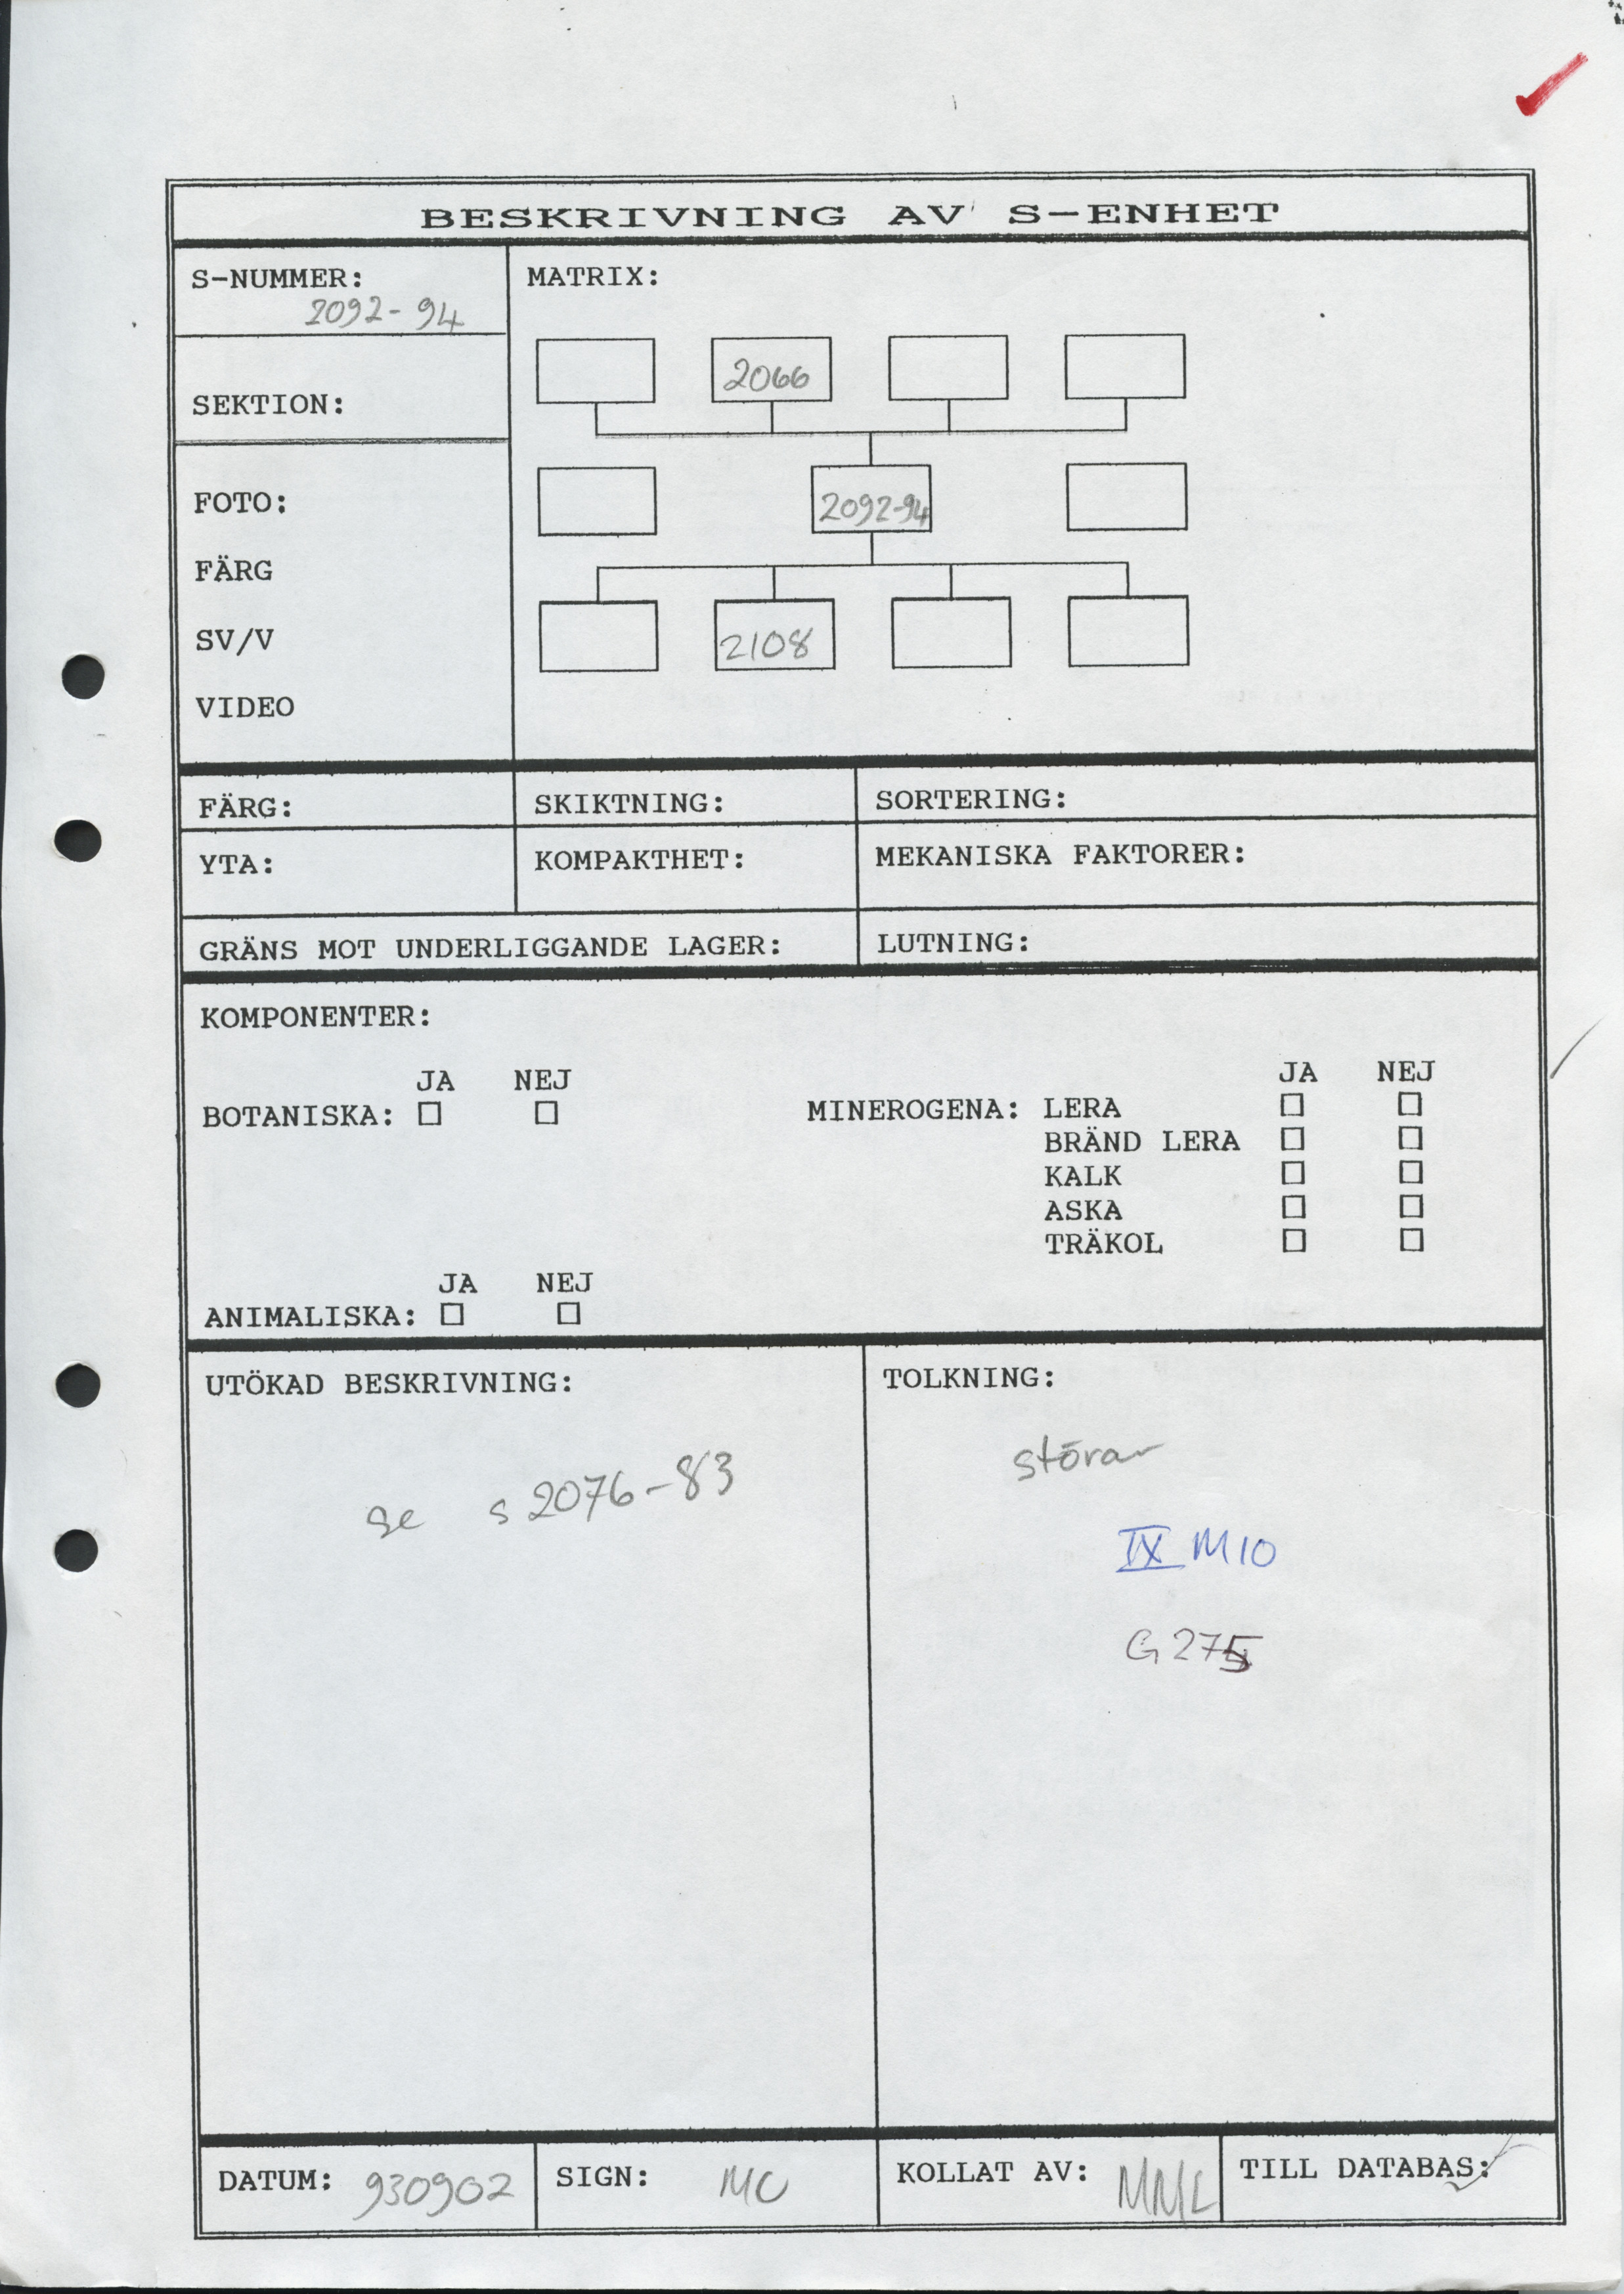 BESKRIVNING AV S-ENHET
S-NUMMER:
2092-94
MATRIX:
2066
SEKTION:
FOTO:
2092-94
FÄRG
SV/V
2108
VIDEO
FÄRG:
SKIKTNING:
SORTERING:
YTA:
KOMPAKTHET:
MEKANISKA FAKTORER:
GRÄNS MOT UNDERLIGGANDE LAGER:
LUTNING:
KOMPONENTER:
JA NEJ
BOTANISKA: □ □
JA NEJ
MINEROGENA: LERA □ □
BRÄND LERA □ □
KALK □ □
ASKA □ □
TRÄKOL □ □
JA NEJ
ANIMALISKA: □ □
UTÖKAD BESKRIVNING:
se s 2076-83
TOLKNING:
störar
IX M10
G 275
DATUM: 930902
SIGN: MC
KOLLAT AV: MML
TILL DATABAS: